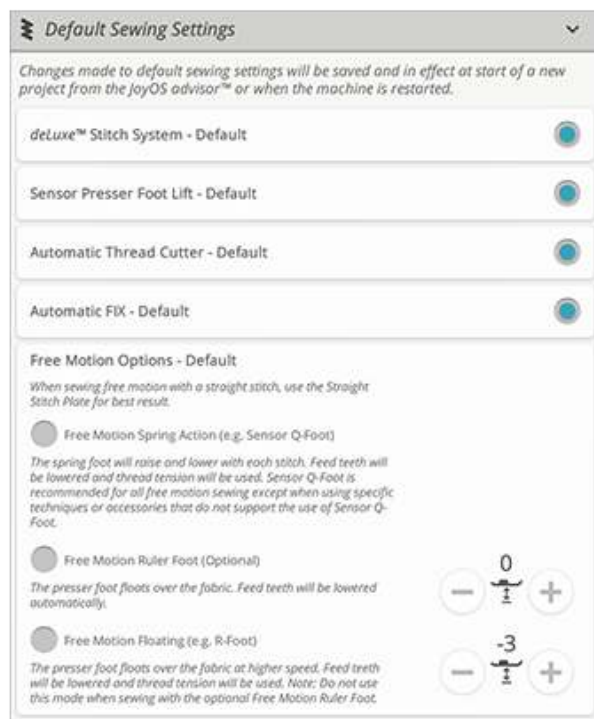 Default Sewing Settings
Changes made to default sewing settings will be saved and in effect at start of a new
project from the JoyOS advisor™ or when the machine is restarted.
deLuxe™ Stitch System - Default
Sensor Presser Foot Lift - Default
Automatic Thread Cutter - Default
Automatic FIX - Default
Free Motion Options - Default
When sewing free motion with a straight stitch, use the Straight
Stitch Plate for best result.
Free Motion Spring Action (e.g. Sensor Q-Foot)
The spring foot will raise and lower with each stitch. Feed teeth will
be lowered and thread tension will be used. Sensor Q-Foot is
recommended for all free motion sewing except when using specific
techniques or accessories that do not support the use of Sensor Q-
Foot.
Free Motion Ruler Foot (Optional)
0
The presser foot floats over the fabric. Feed teeth will be lowered
automatically.
Free Motion Floating (e.g. R-Foot)
-3
The presser foot floats over the fabric at higher speed. Feed teeth
will be lowered and thread tension will be used. Note: Do not use
this mode when sewing with the optional Free Motion Ruler Foot.